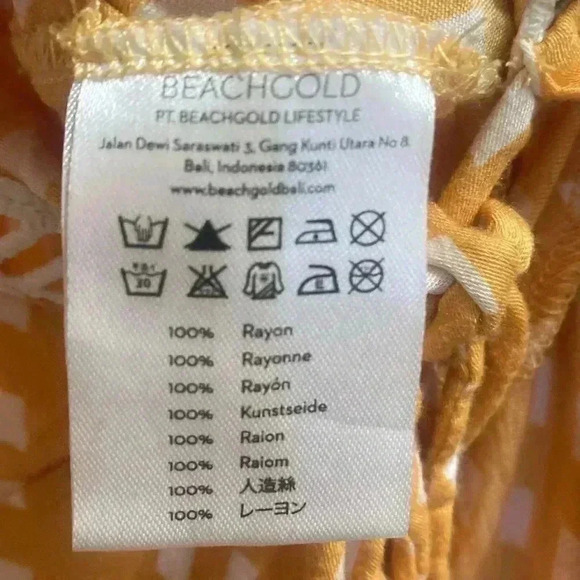 BEACHGOLD
PT. BEACHGOLD LIFESTYLE
Jalan Dewi Saraswati 3, Gang Kunti Utara No 8
Bali, Indonesia 80361
www.beachgoldbali.com
30
100% Rayon
100% Rayonne
100% Rayón
100% Kunstseide
100% Raion
100% Raiom
100% 人造絲
100% レーヨン